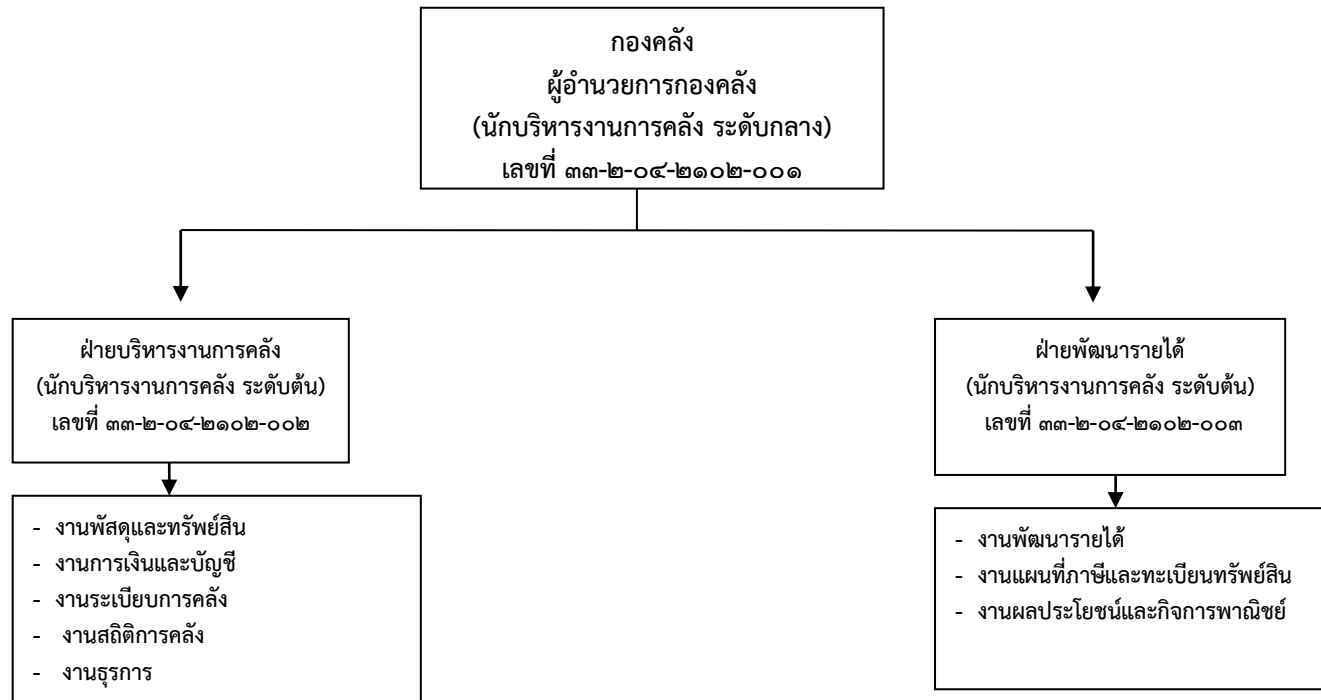 กองคลัง
ผู้อำนวยการกองคลัง
(นักบริหารงานการคลัง ระดับกลาง)
เลขที่ ๓๓-๒-๐๔-๒๑๐๒-๐๐๑
ฝ่ายบริหารงานการคลัง
(นักบริหารงานการคลัง ระดับต้น)
เลขที่ ๓๓-๒-๐๔-๒๑๐๒-๐๐๒
ฝ่ายพัฒนารายได้
(นักบริหารงานการคลัง ระดับต้น)
เลขที่ ๓๓-๒-๐๔-๒๑๐๒-๐๐๓
- งานพัสดุและทรัพย์สิน
- งานการเงินและบัญชี
- งานระเบียบการคลัง
- งานสถิติการคลัง
- งานธุรการ
- งานพัฒนารายได้
- งานแผนที่ภาษีและทะเบียนทรัพย์สิน
- งานผลประโยชน์และกิจการพาณิชย์